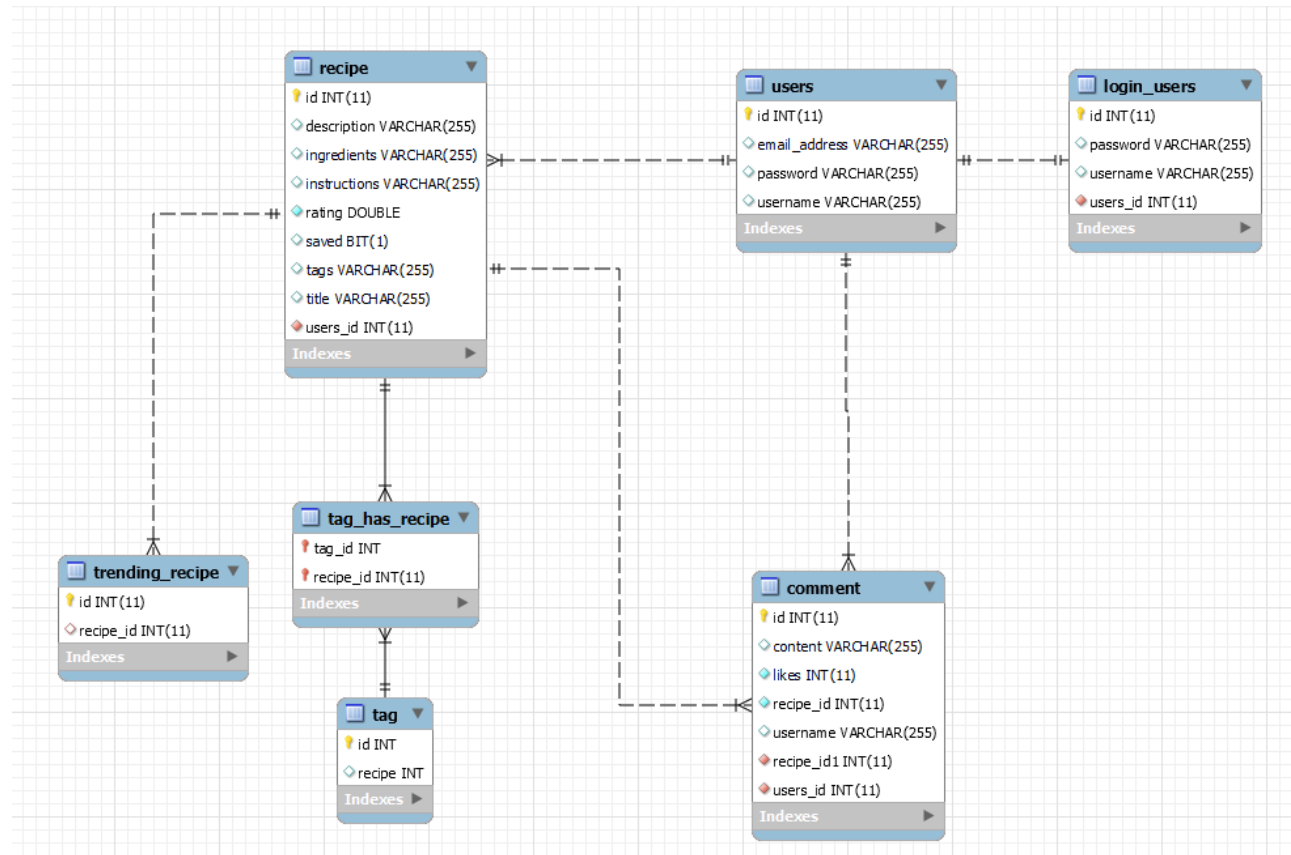 recipe
id INT(11)
description VARCHAR(255)
ingredients VARCHAR(255)
instructions VARCHAR(255)
rating DOUBLE
saved BIT(1)
tags VARCHAR(255)
title VARCHAR(255)
users_id INT(11)
Indexes
users
id INT(11)
email_address VARCHAR(255)
password VARCHAR(255)
username VARCHAR(255)
Indexes
login_users
id INT(11)
password VARCHAR(255)
username VARCHAR(255)
users_id INT(11)
Indexes
trending_recipe
id INT(11)
recipe_id INT(11)
Indexes
tag_has_recipe
tag_id INT
recipe_id INT(11)
Indexes
tag
id INT
recipe INT
Indexes
comment
id INT(11)
content VARCHAR(255)
likes INT(11)
recipe_id INT(11)
username VARCHAR(255)
recipe_id1 INT(11)
users_id INT(11)
Indexes